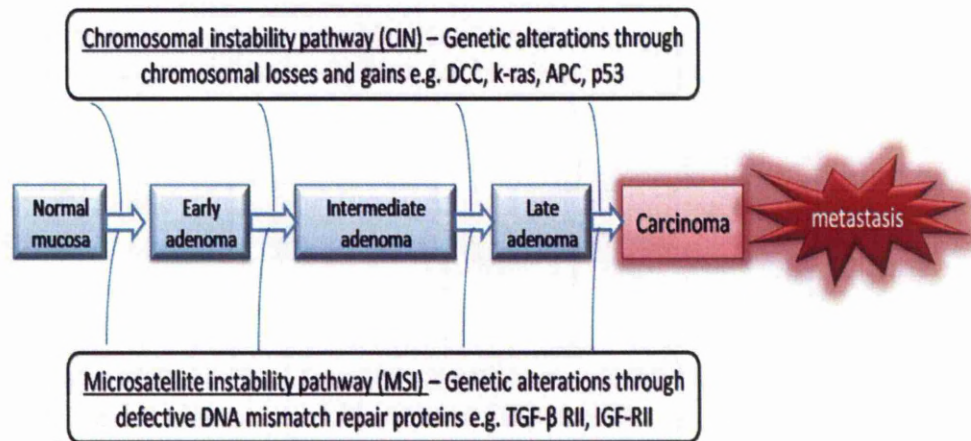 Chromosomal instability pathway (CIN) – Genetic alterations through
chromosomal losses and gains e.g. DCC, k-ras, APC, p53
Normal
mucosa
Early
adenoma
Intermediate
adenoma
Late
adenoma
Carcinoma
metastasis
Microsatellite instability pathway (MSI) – Genetic alterations through
defective DNA mismatch repair proteins e.g. TGF-β RII, IGF-RII